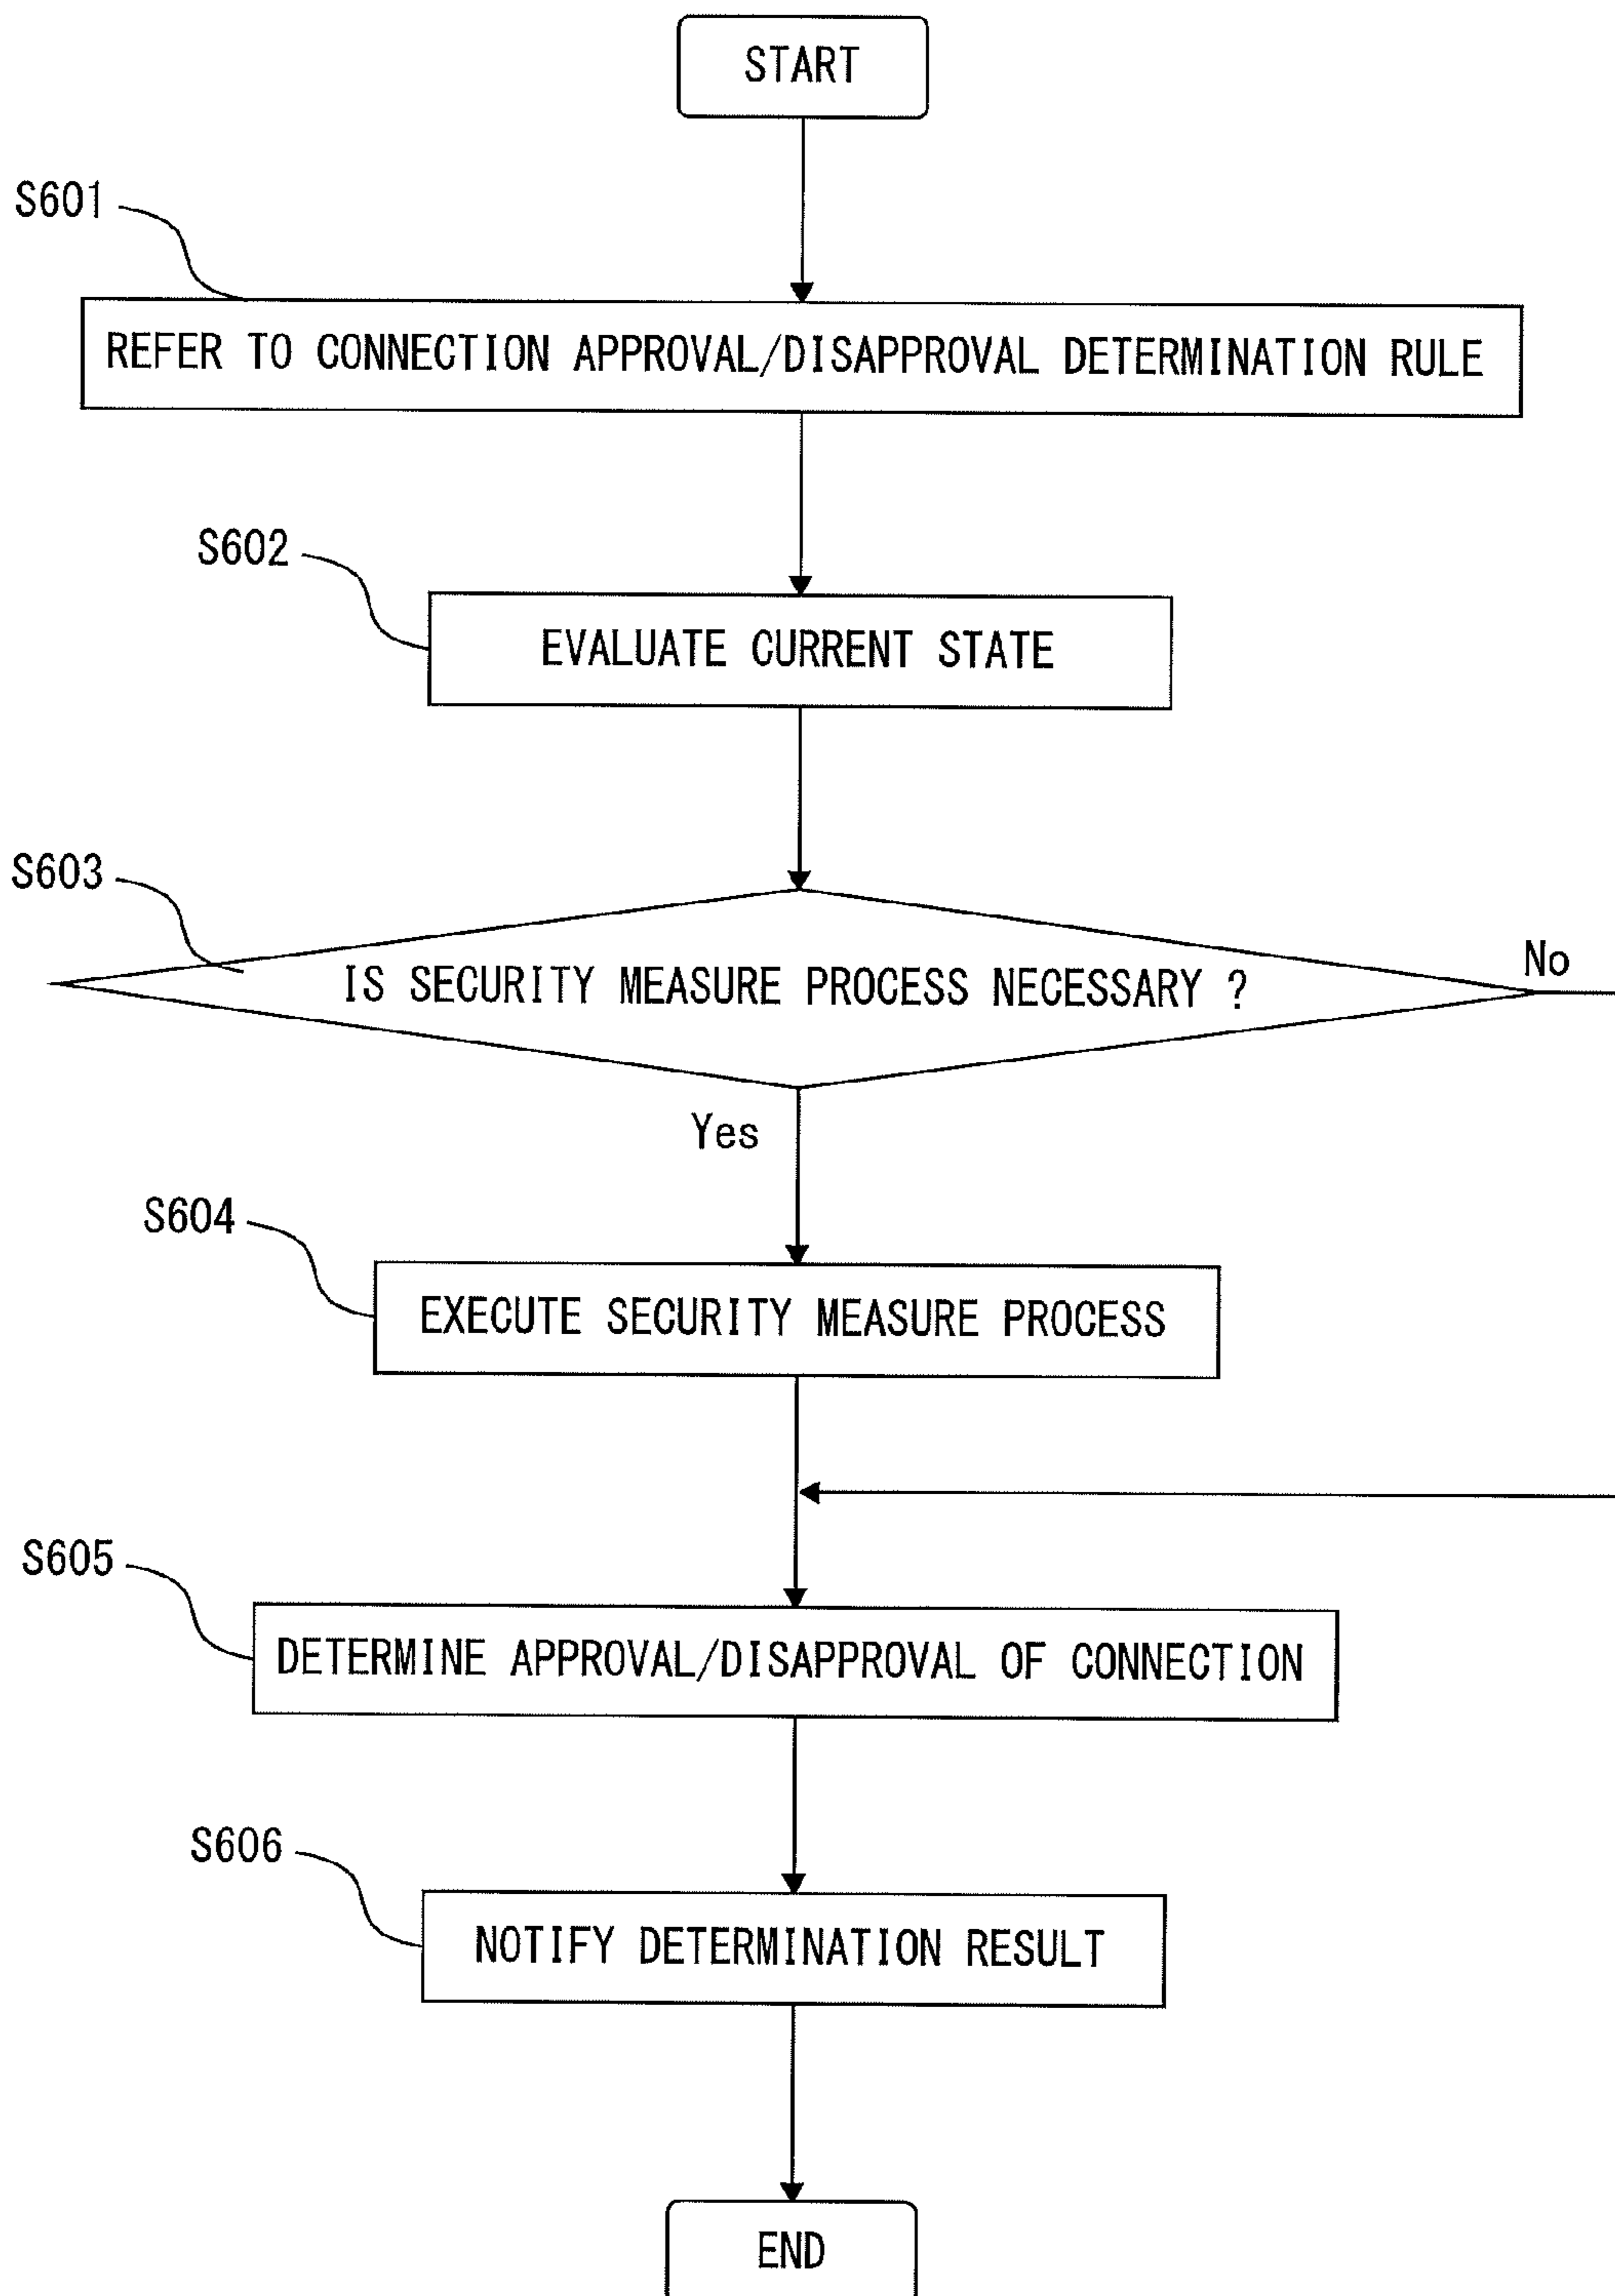 START
S601
REFER TO CONNECTION APPROVAL/DISAPPROVAL DETERMINATION RULE
S602
EVALUATE CURRENT STATE
S603
IS SECURITY MEASURE PROCESS NECESSARY ?
No
Yes
S604
EXECUTE SECURITY MEASURE PROCESS
S605
DETERMINE APPROVAL/DISAPPROVAL OF CONNECTION
S606
NOTIFY DETERMINATION RESULT
END